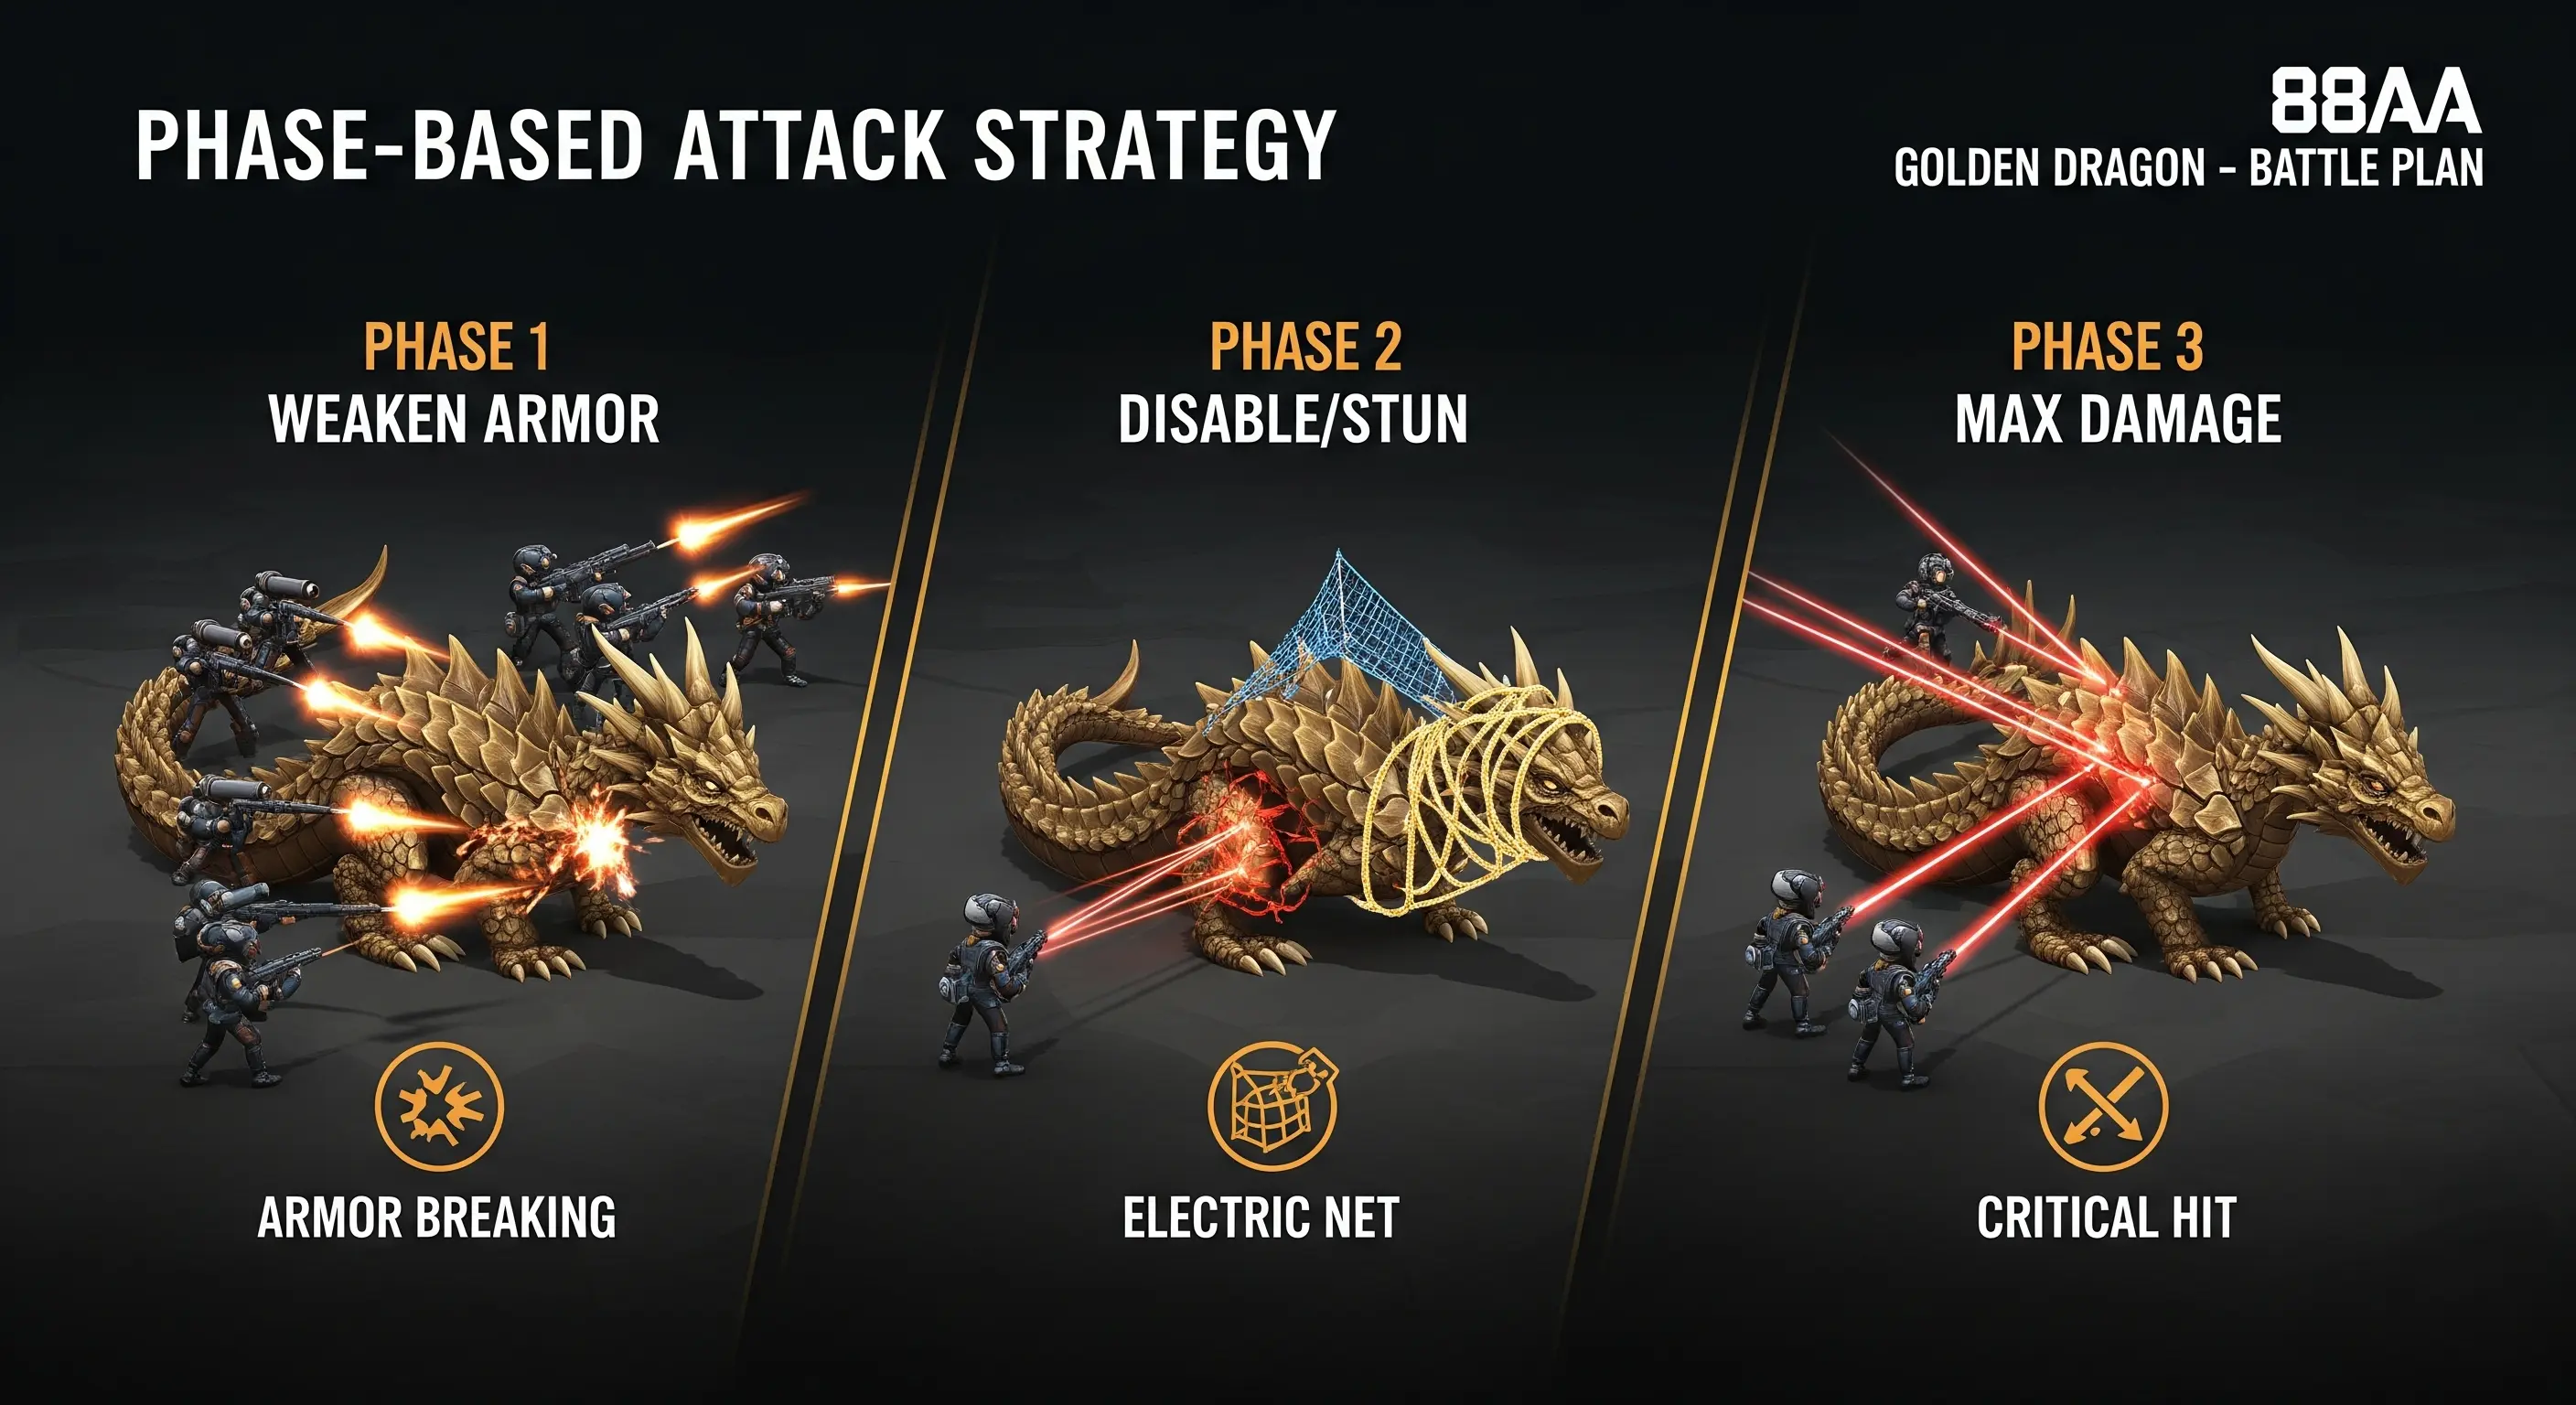 PHASE-BASED ATTACK STRATEGY
88AA
GOLDEN DRAGON - BATTLE PLAN
PHASE 1
WEAKEN ARMOR
PHASE 2
DISABLE/STUN
PHASE 3
MAX DAMAGE
ARMOR BREAKING
ELECTRIC NET
CRITICAL HIT